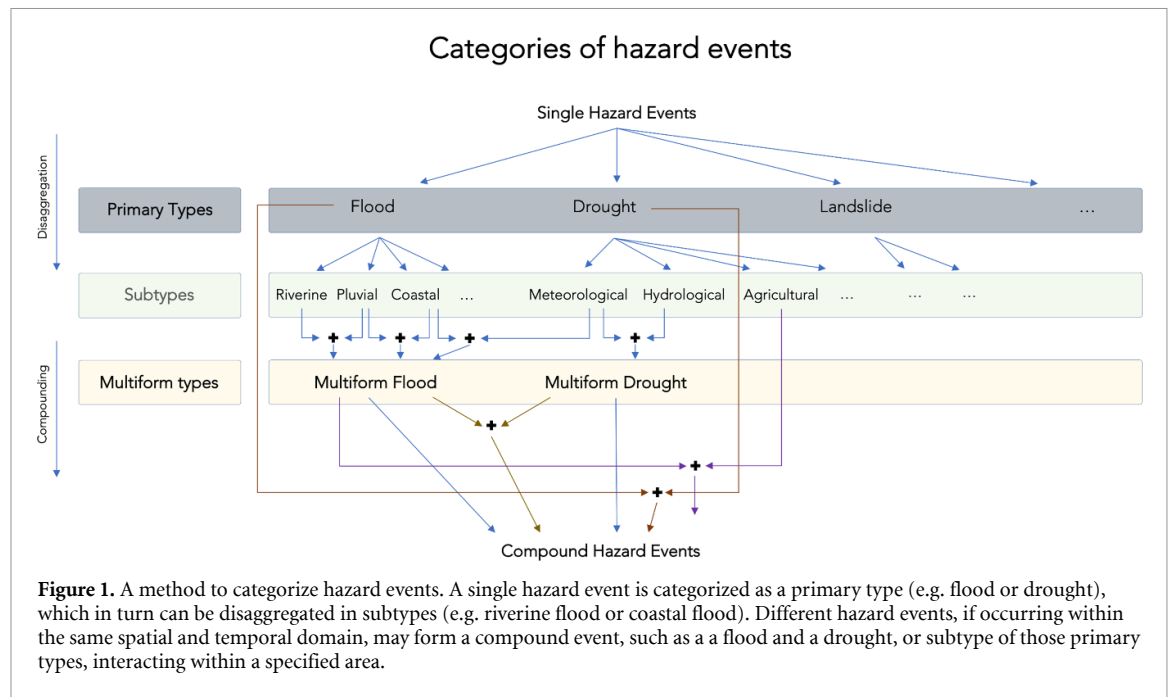 Categories of hazard events
Single Hazard Events
Disaggregation
Primary Types
Flood
Drought
Landslide
...
Subtypes
Riverine
Pluvial
Coastal
...
Meteorological
Hydrological
Agricultural
...
...
...
+
+
+
+
Compounding
Multiform types
Multiform Flood
Multiform Drought
+
+
+
Compound Hazard Events
Figure 1. A method to categorize hazard events. A single hazard event is categorized as a primary type (e.g. flood or drought),
which in turn can be disaggregated in subtypes (e.g. riverine flood or coastal flood). Different hazard events, if occurring within
the same spatial and temporal domain, may form a compound event, such as a a flood and a drought, or subtype of those primary
types, interacting within a specified area.